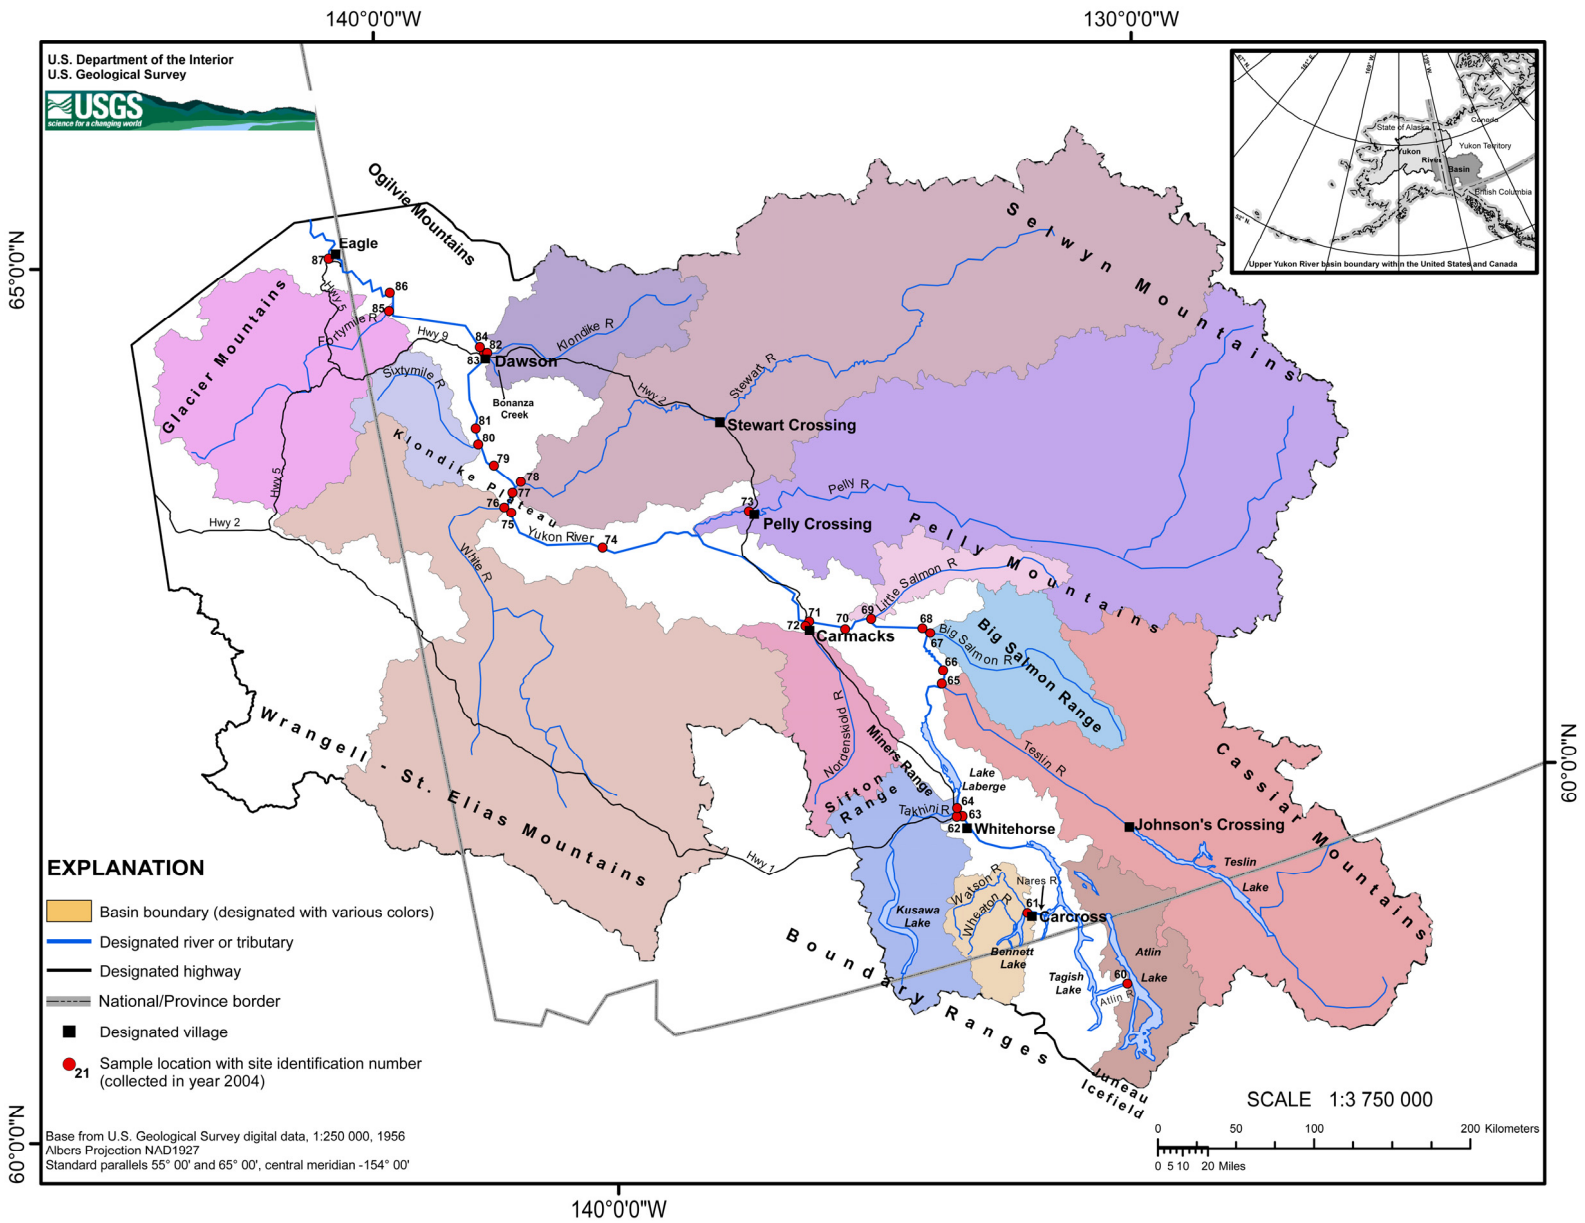 140°0'0"W
130°0'0"W
U.S. Department of the Interior
U.S. Geological Survey
USGS
science for a changing world
State of Alaska
Canada
Yukon
River
Basin
Yukon Territory
British Columbia
52° N
Upper Yukon River basin boundary within the United States and Canada
65°0'0"N
Ogilvie Mountains
Selwyn Mountains
Eagle
87
86
85
Hwy 5
Fortymile R
Glacier Mountains
Hwy 9
84
82
83
Dawson
Klondike R
Bonanza
Creek
Sixtymile R
Hwy 2
Stewart R
Stewart Crossing
81
80
79
78
77
76
75
Klondike Plateau
Hwy 5
Hwy 2
73
Pelly R
Pelly Crossing
Pelly Mountains
Yukon River
74
White R
Little Salmon R
69
70
71
72
Carmacks
68
67
Big Salmon R
Big Salmon Range
66
65
Wrangell - St. Elias Mountains
Nordenskiold R
Miners Range
Sifton
Range
Teslin R
Cassiar Mountains
Lake
Laberge
Takhini R
64
63
62
Whitehorse
Johnson's Crossing
Teslin
Lake
Hwy 1
Kusawa
Lake
Watson R
Wheaton R
Nares R
61
Carcross
Bennett
Lake
Tagish
Lake
Atlin
Lake
60
Atlin R
Boundary Ranges
Juneau
Icefield
60°0'0"N
EXPLANATION
Basin boundary (designated with various colors)
Designated river or tributary
Designated highway
National/Province border
Designated village
21
Sample location with site identification number
(collected in year 2004)
Base from U.S. Geological Survey digital data, 1:250 000, 1956
Albers Projection NAD1927
Standard parallels 55° 00' and 65° 00', central meridian -154° 00'
SCALE 1:3 750 000
0 50 100 200 Kilometers
0 5 10 20 Miles
60°0'0"N
140°0'0"W